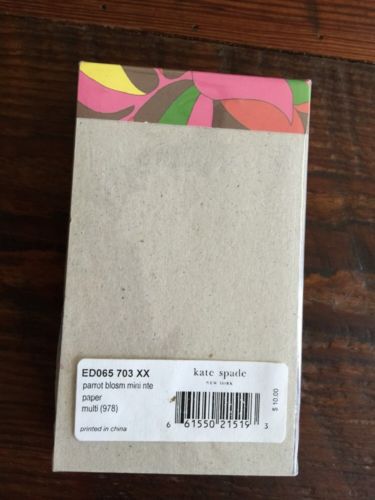 ED065 703 XX
parrot blosm mini nte
paper
multi (978)
printed in china
kate spade
NEW YORK
6 61550 21519 3
$ 10.00